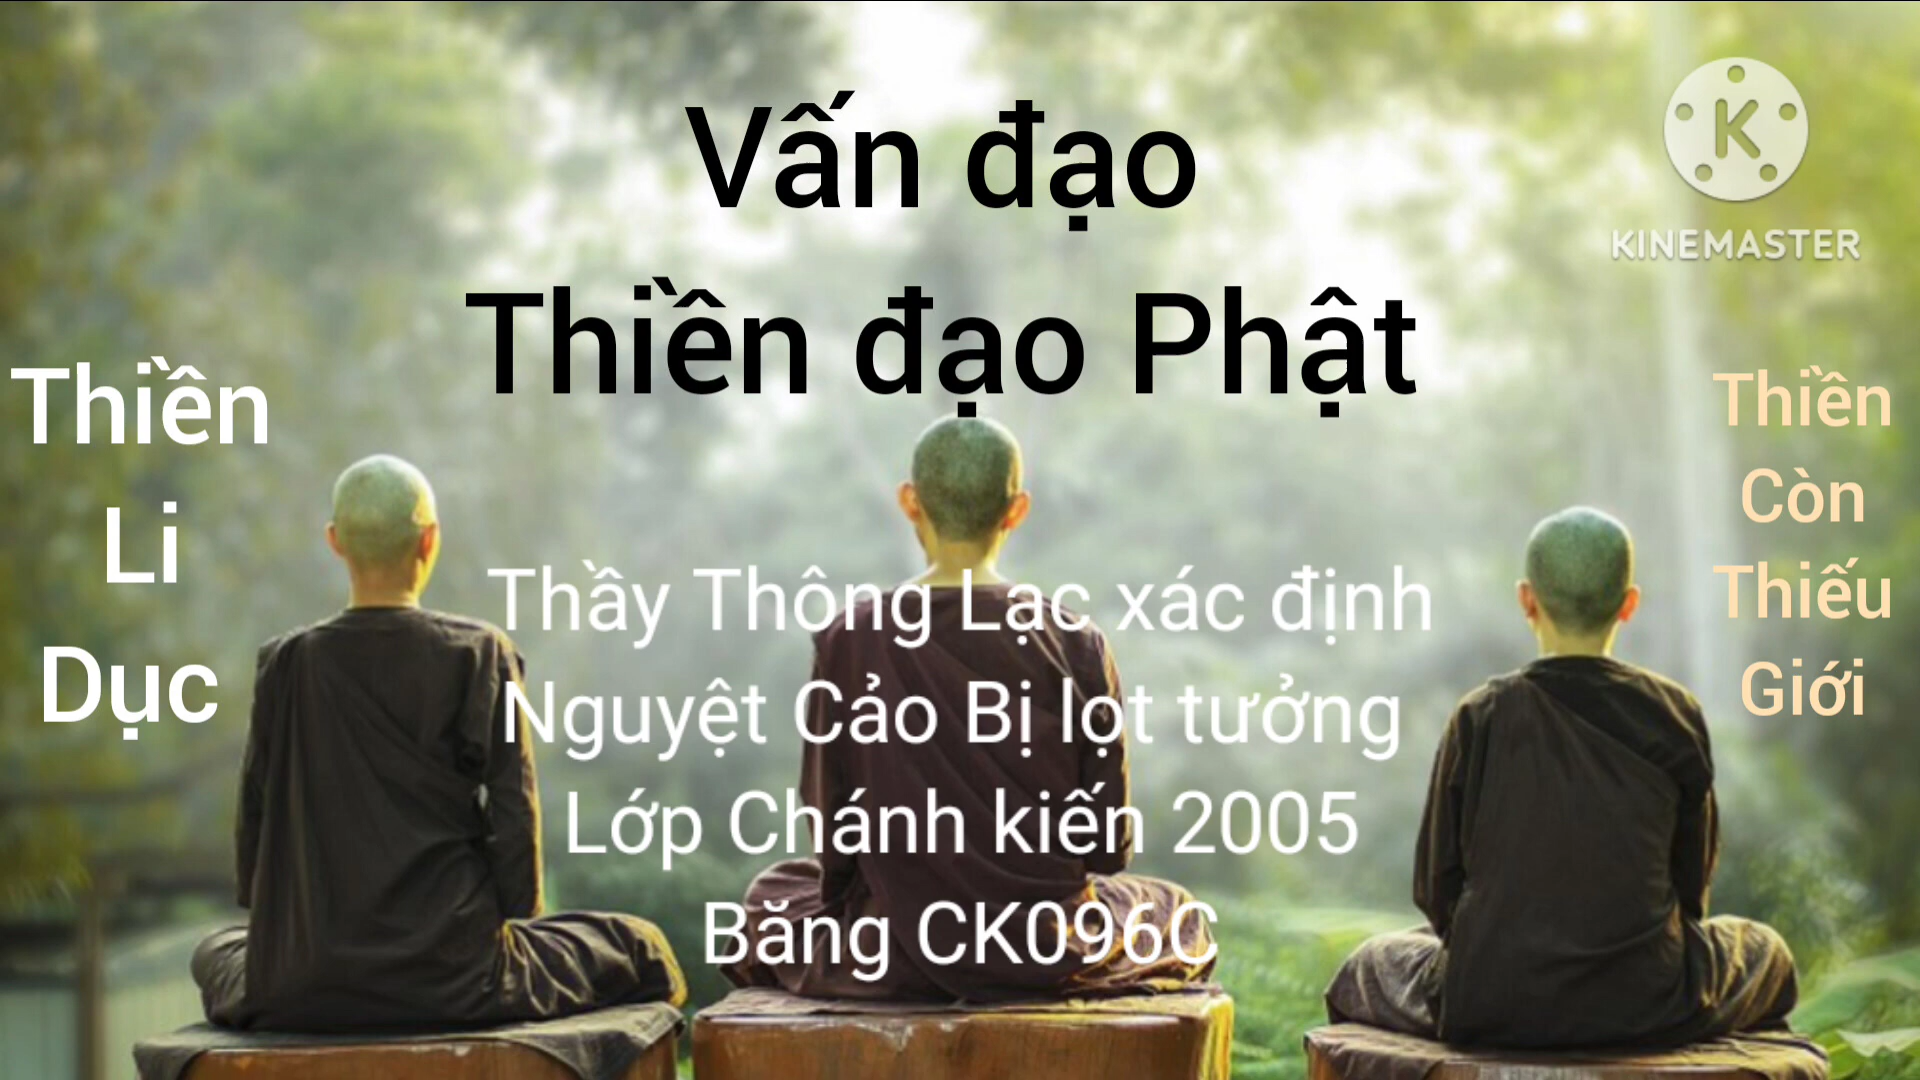 Vấn đạo
Thiền đạo Phật
KINEMASTER
Thiền
Li
Dục
Thiền
Còn
Thiếu
Giới
Thầy Thông Lạc xác định
Nguyệt Cảo Bị lọt tưởng
Lớp Chánh kiến 2005
Băng CK096C